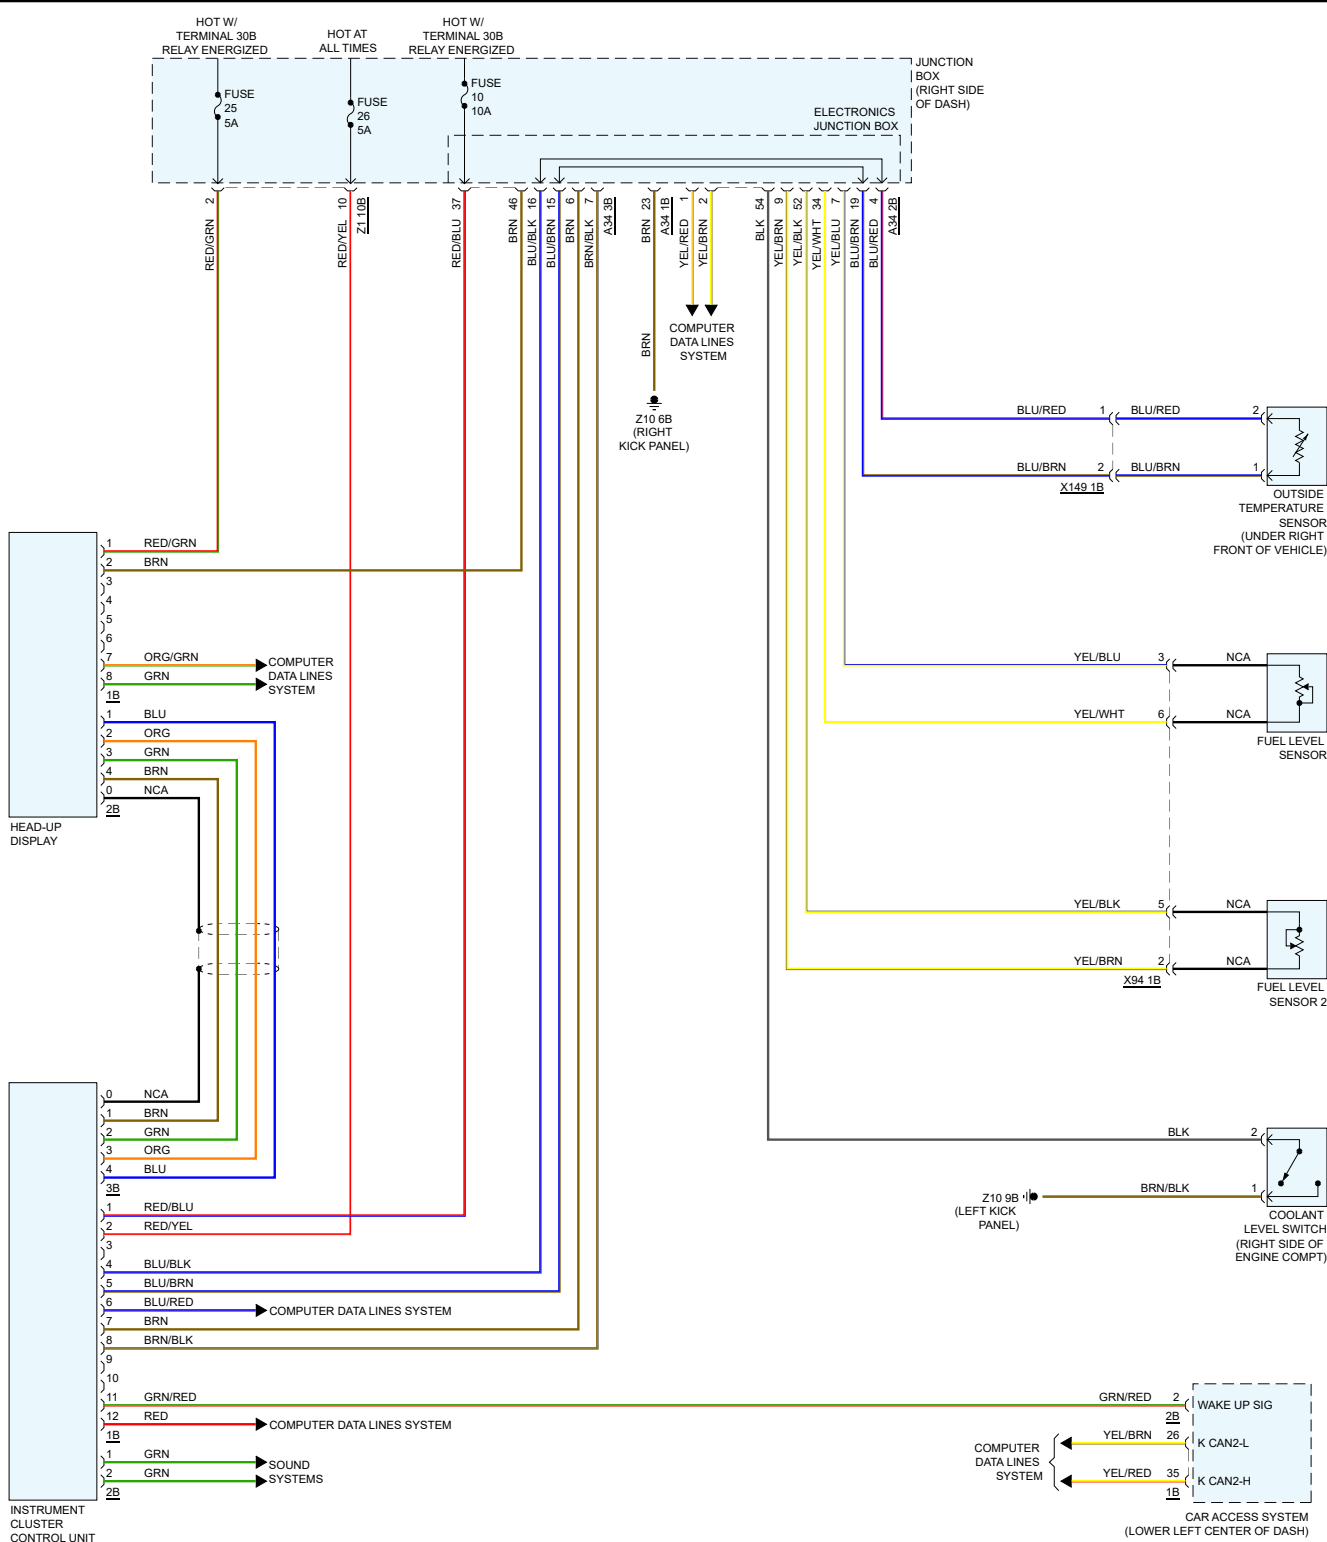 HOT W/
TERMINAL 30B
RELAY ENERGIZED
HOT AT
ALL TIMES
HOT W/
TERMINAL 30B
RELAY ENERGIZED
FUSE
25
5A
FUSE
26
5A
FUSE
10
10A
JUNCTION
BOX
(RIGHT SIDE
OF DASH)
ELECTRONICS
JUNCTION BOX
2
RED/GRN
10
RED/YEL
Z1 10B
37
RED/BLU
46
BRN
16
BLU/BLK
15
BLU/BRN
6
BRN
7
BRN/BLK
A34 3B
23
BRN
A34 1B
1
YEL/RED
2
YEL/BRN
54
BLK
9
YEL/BRN
52
YEL/BLK
34
YEL/WHT
7
YEL/BLU
19
BLU/BRN
4
BLU/RED
A34 2B
BRN
COMPUTER
DATA LINES
SYSTEM
Z10 6B
(RIGHT
KICK PANEL)
BLU/RED 1 BLU/RED 2
BLU/BRN 2 BLU/BRN 1
X149 1B
OUTSIDE
TEMPERATURE
SENSOR
(UNDER RIGHT
FRONT OF VEHICLE)
1 RED/GRN
2 BRN
3
4
5
6
7 ORG/GRN
8 GRN
1B
COMPUTER
DATA LINES
SYSTEM
1 BLU
2 ORG
3 GRN
4 BRN
0 NCA
2B
HEAD-UP
DISPLAY
YEL/BLU 3 NCA
YEL/WHT 6 NCA
FUEL LEVEL
SENSOR
YEL/BLK 5 NCA
YEL/BRN 2 NCA
X94 1B
FUEL LEVEL
SENSOR 2
0 NCA
1 BRN
2 GRN
3 ORG
4 BLU
3B
1 RED/BLU
2 RED/YEL
3
4 BLU/BLK
5 BLU/BRN
6 BLU/RED COMPUTER DATA LINES SYSTEM
7 BRN
8 BRN/BLK
9
10
11 GRN/RED
12 RED COMPUTER DATA LINES SYSTEM
1B
1 GRN
2 GRN
2B
SOUND
SYSTEMS
INSTRUMENT
CLUSTER
CONTROL UNIT
BLK 2
BRN/BLK 1
Z10 9B
(LEFT KICK
PANEL)
COOLANT
LEVEL SWITCH
(RIGHT SIDE OF
ENGINE COMPT)
GRN/RED 2 WAKE UP SIG
2B
YEL/BRN 26 K CAN2-L
YEL/RED 35 K CAN2-H
1B
COMPUTER
DATA LINES
SYSTEM
CAR ACCESS SYSTEM
(LOWER LEFT CENTER OF DASH)